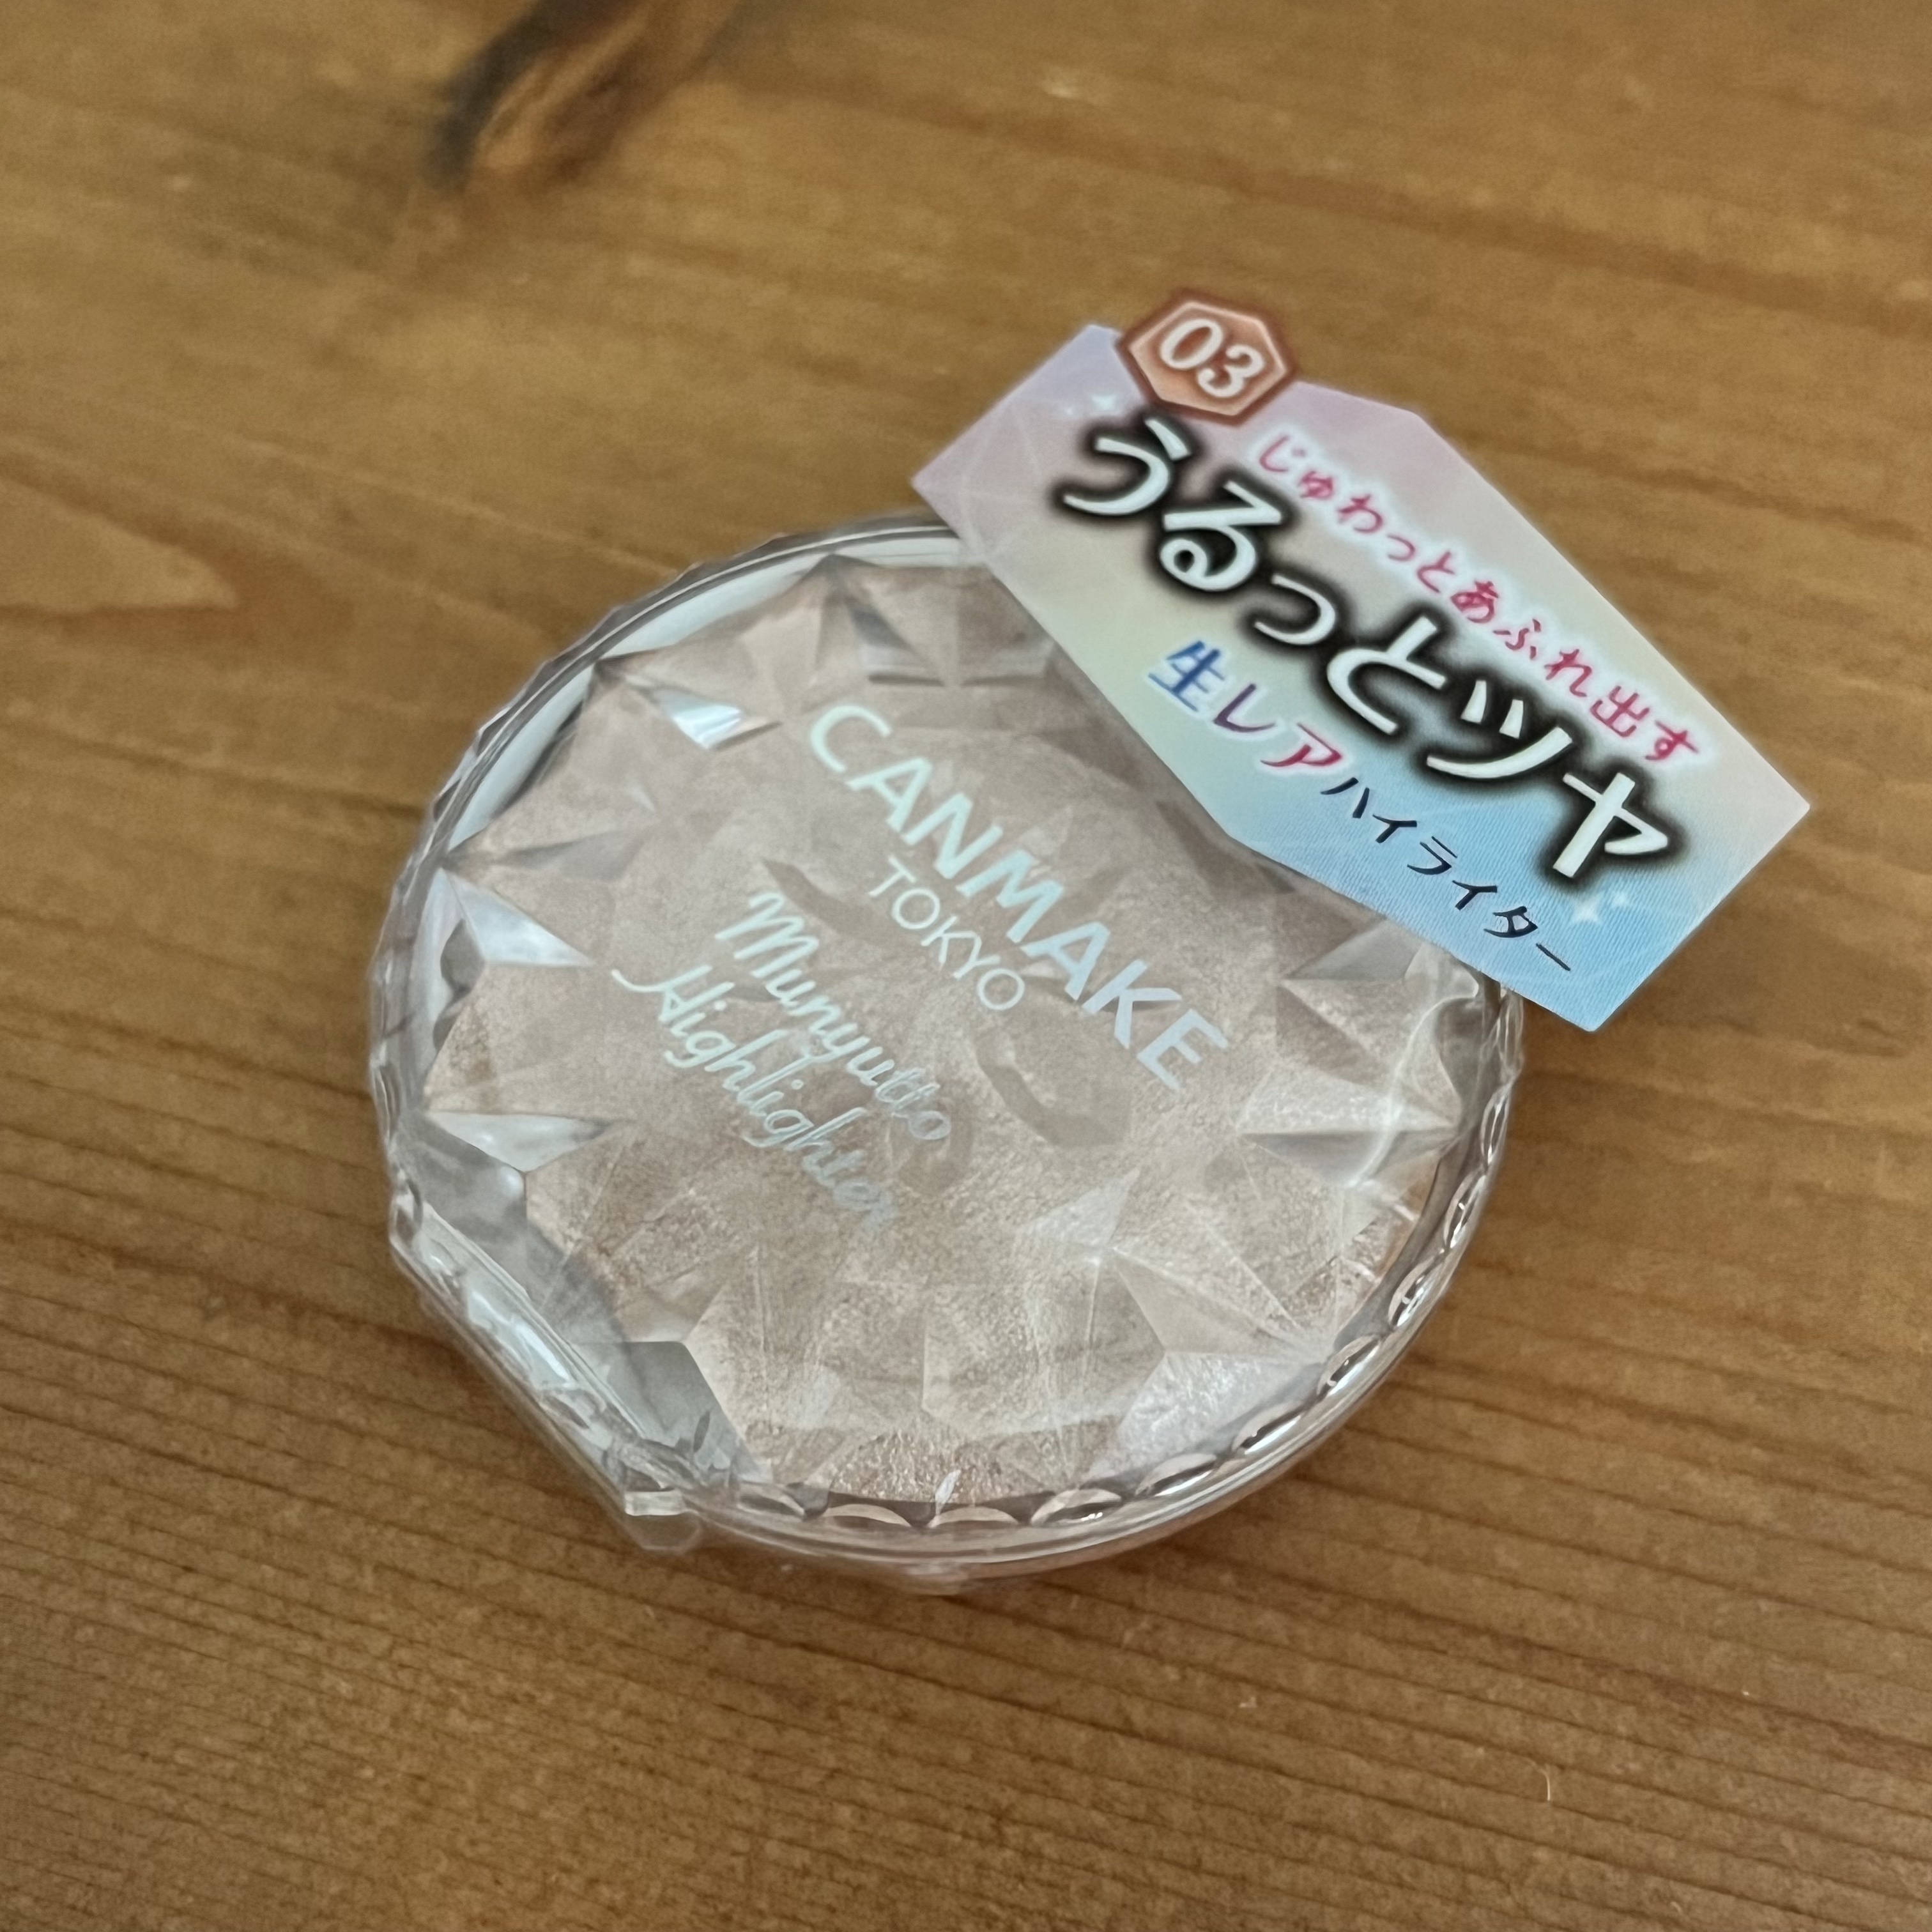 03
じゅわっとあふれ出す
うるっとツヤ
生レアハイライター
CANMAKE
TOKYO
Munyutto
Highlighter